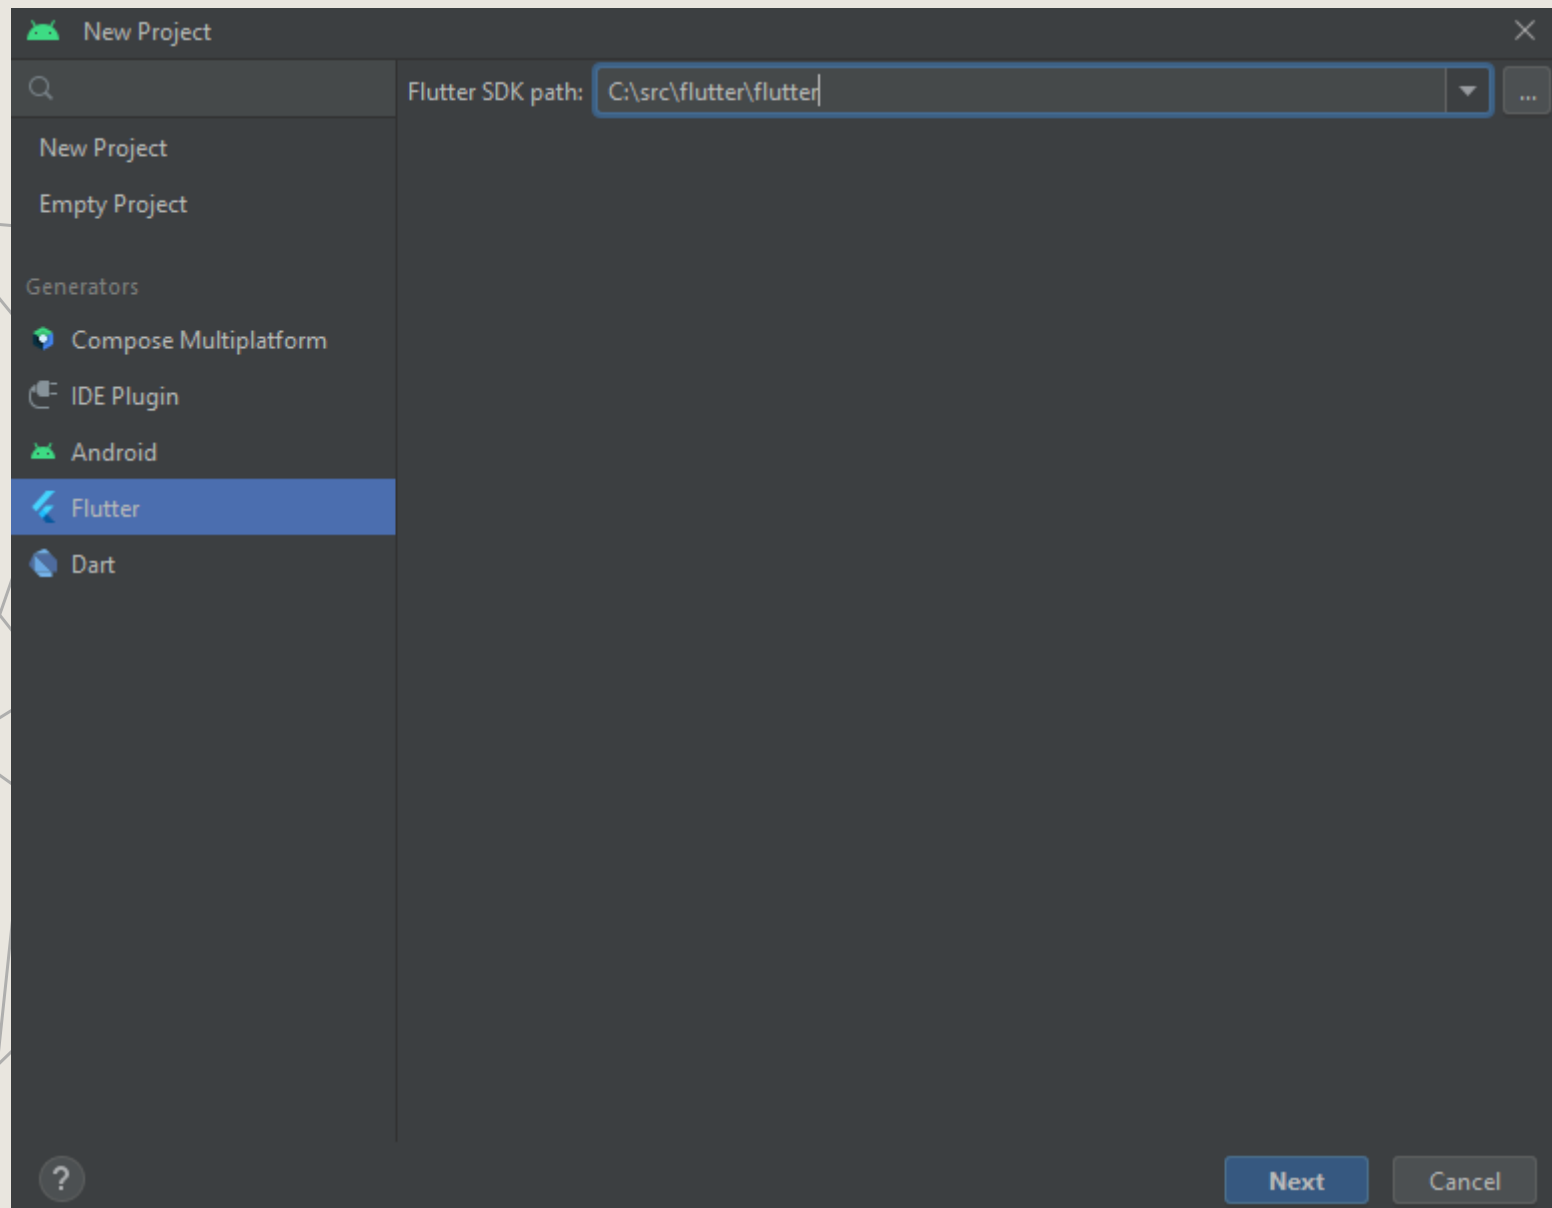 New Project
Flutter SDK path: C:\src\flutter\flutter
...
New Project
Empty Project
Generators
Compose Multiplatform
IDE Plugin
Android
Flutter
Dart
?
Next
Cancel